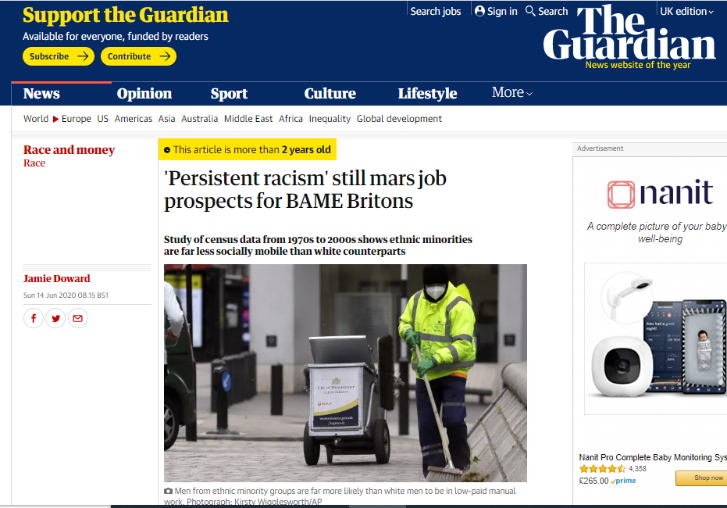 Support the Guardian
Available for everyone, funded by readers
Subscribe →
Contribute →
Search jobs
Sign in
Search
UK edition
The
Guardian
News website of the year
News
Opinion
Sport
Culture
Lifestyle
More
World
Europe
US
Americas
Asia
Australia
Middle East
Africa
Inequality
Global development
Race and money
Race
This article is more than 2 years old
'Persistent racism' still mars job
prospects for BAME Britons
Study of census data from 1970s to 2000s shows ethnic minorities
are far less socially mobile than white counterparts
Jamie Doward
Sun 14 Jun 2020 08.15 BST
Men from ethnic minority groups are far more likely than white men to be in low-paid manual
work. Photograph: Kirsty Wigglesworth/AP
Advertisement
nanit
A complete picture of your baby
well-being
Nanit Pro Complete Baby Monitoring Sys
4,358
£265.00 prime
Shop now